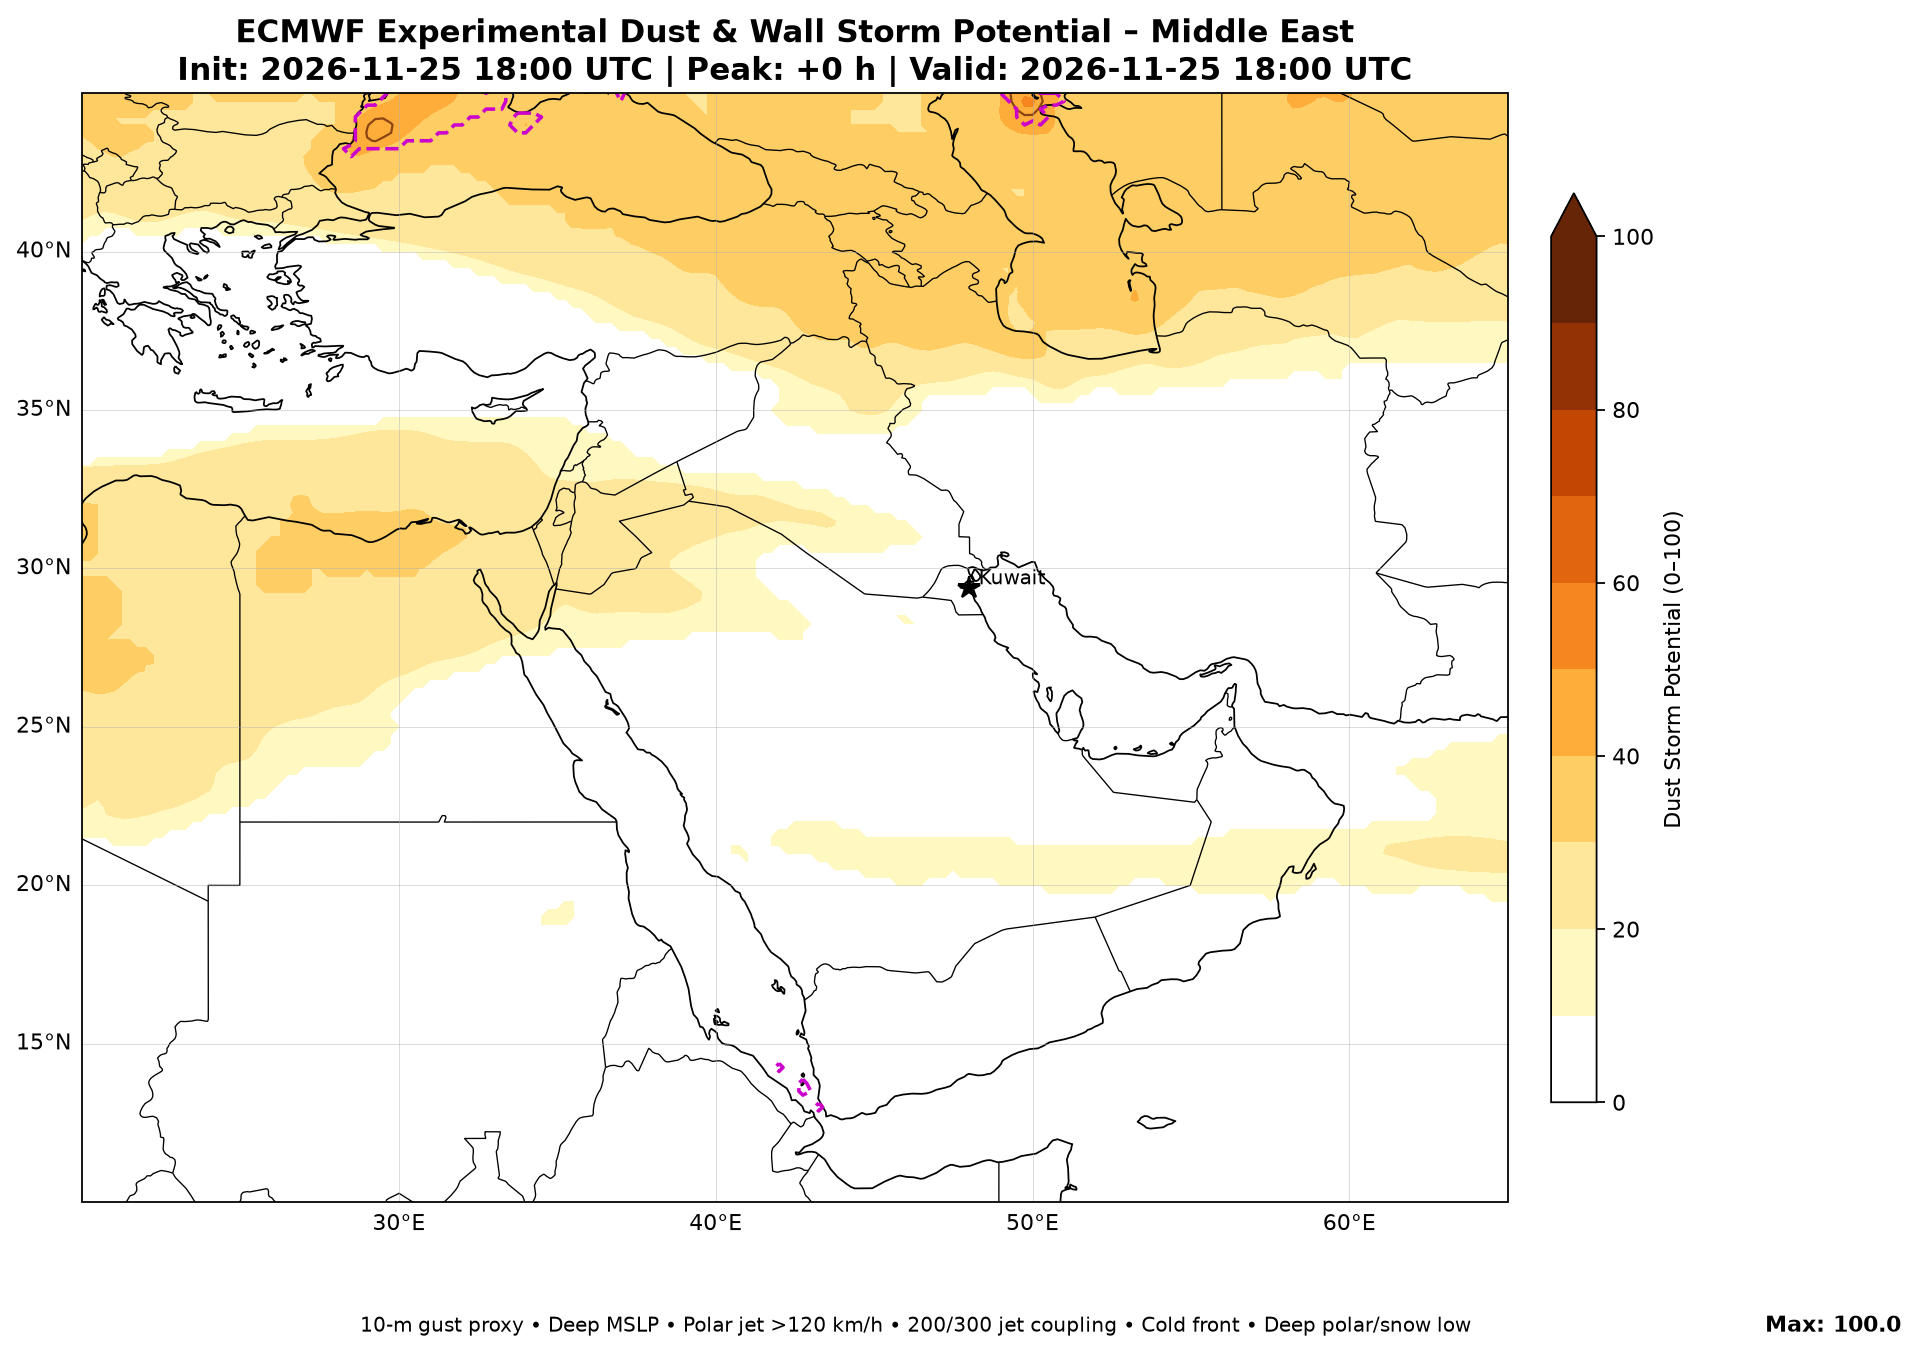 ECMWF Experimental Dust & Wall Storm Potential – Middle East
Init: 2026-11-25 18:00 UTC | Peak: +0 h | Valid: 2026-11-25 18:00 UTC
40°N
35°N
30°N
25°N
20°N
15°N
Kuwait
30°E
40°E
50°E
60°E
100
80
60
40
20
0
Dust Storm Potential (0–100)
10-m gust proxy • Deep MSLP • Polar jet >120 km/h • 200/300 jet coupling • Cold front • Deep polar/snow low
Max: 100.0